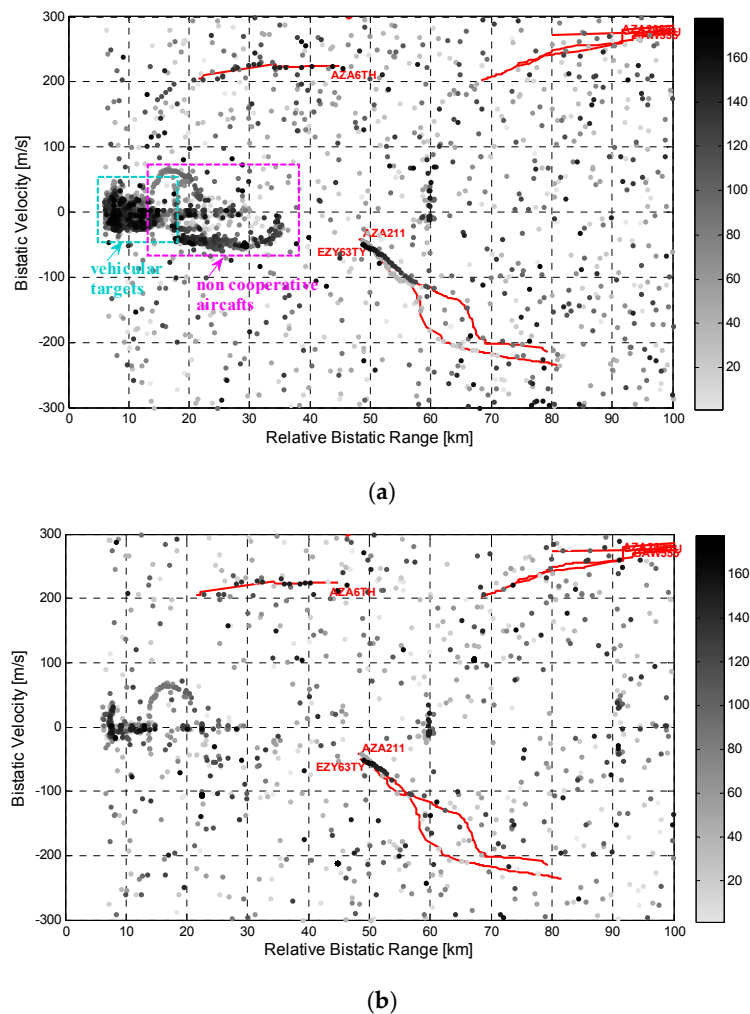 300
200
100
0
-100
-200
-300
Bistatic Velocity [m/s]
AZA6TH
AZA211
EZY63TY
vehicular
targets
non cooperative
aircafts
0 10 20 30 40 50 60 70 80 90 100
Relative Bistatic Range [km]
160
140
120
100
80
60
40
20
(a)
300
200
100
0
-100
-200
-300
Bistatic Velocity [m/s]
AZA6TH
AZA211
EZY63TY
0 10 20 30 40 50 60 70 80 90 100
Relative Bistatic Range [km]
160
140
120
100
80
60
40
20
(b)